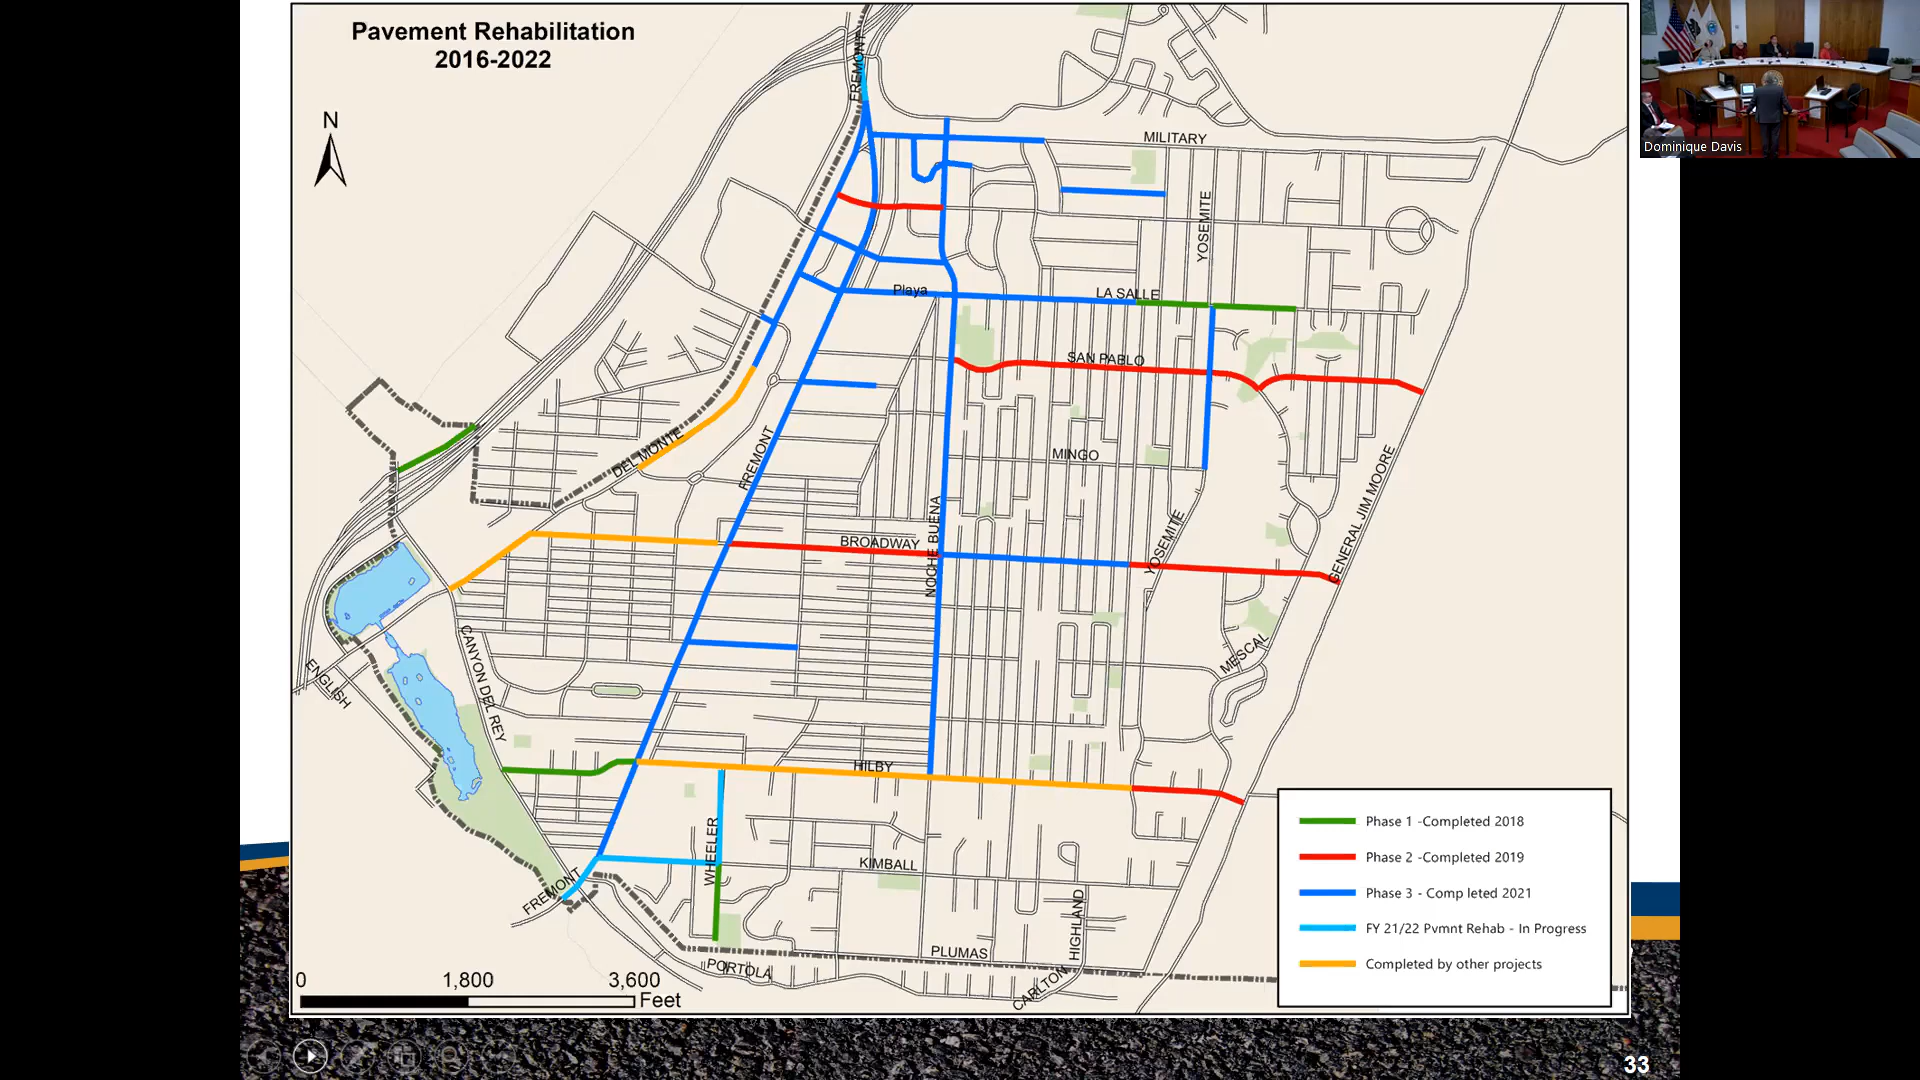 Pavement Rehabilitation
2016-2022
N
FREMONT
MILITARY
YOSEMITE
Playa
LA SALLE
SAN PABLO
DEL MONTE
FREMONT
MINGO
GENERAL JIM MOORE
NOCHE BUENA
BROADWAY
YOSEMITE
CANYON DEL REY
ENGLISH
MESCAL
HILBY
WHEELER
KIMBALL
FREMONT
HIGHLAND
PLUMAS
PORTOLA
CARLTON
0 1,800 3,600
Feet
Phase 1 -Completed 2018
Phase 2 -Completed 2019
Phase 3 - Comp leted 2021
FY 21/22 Pvmnt Rehab - In Progress
Completed by other projects
Dominique Davis
33